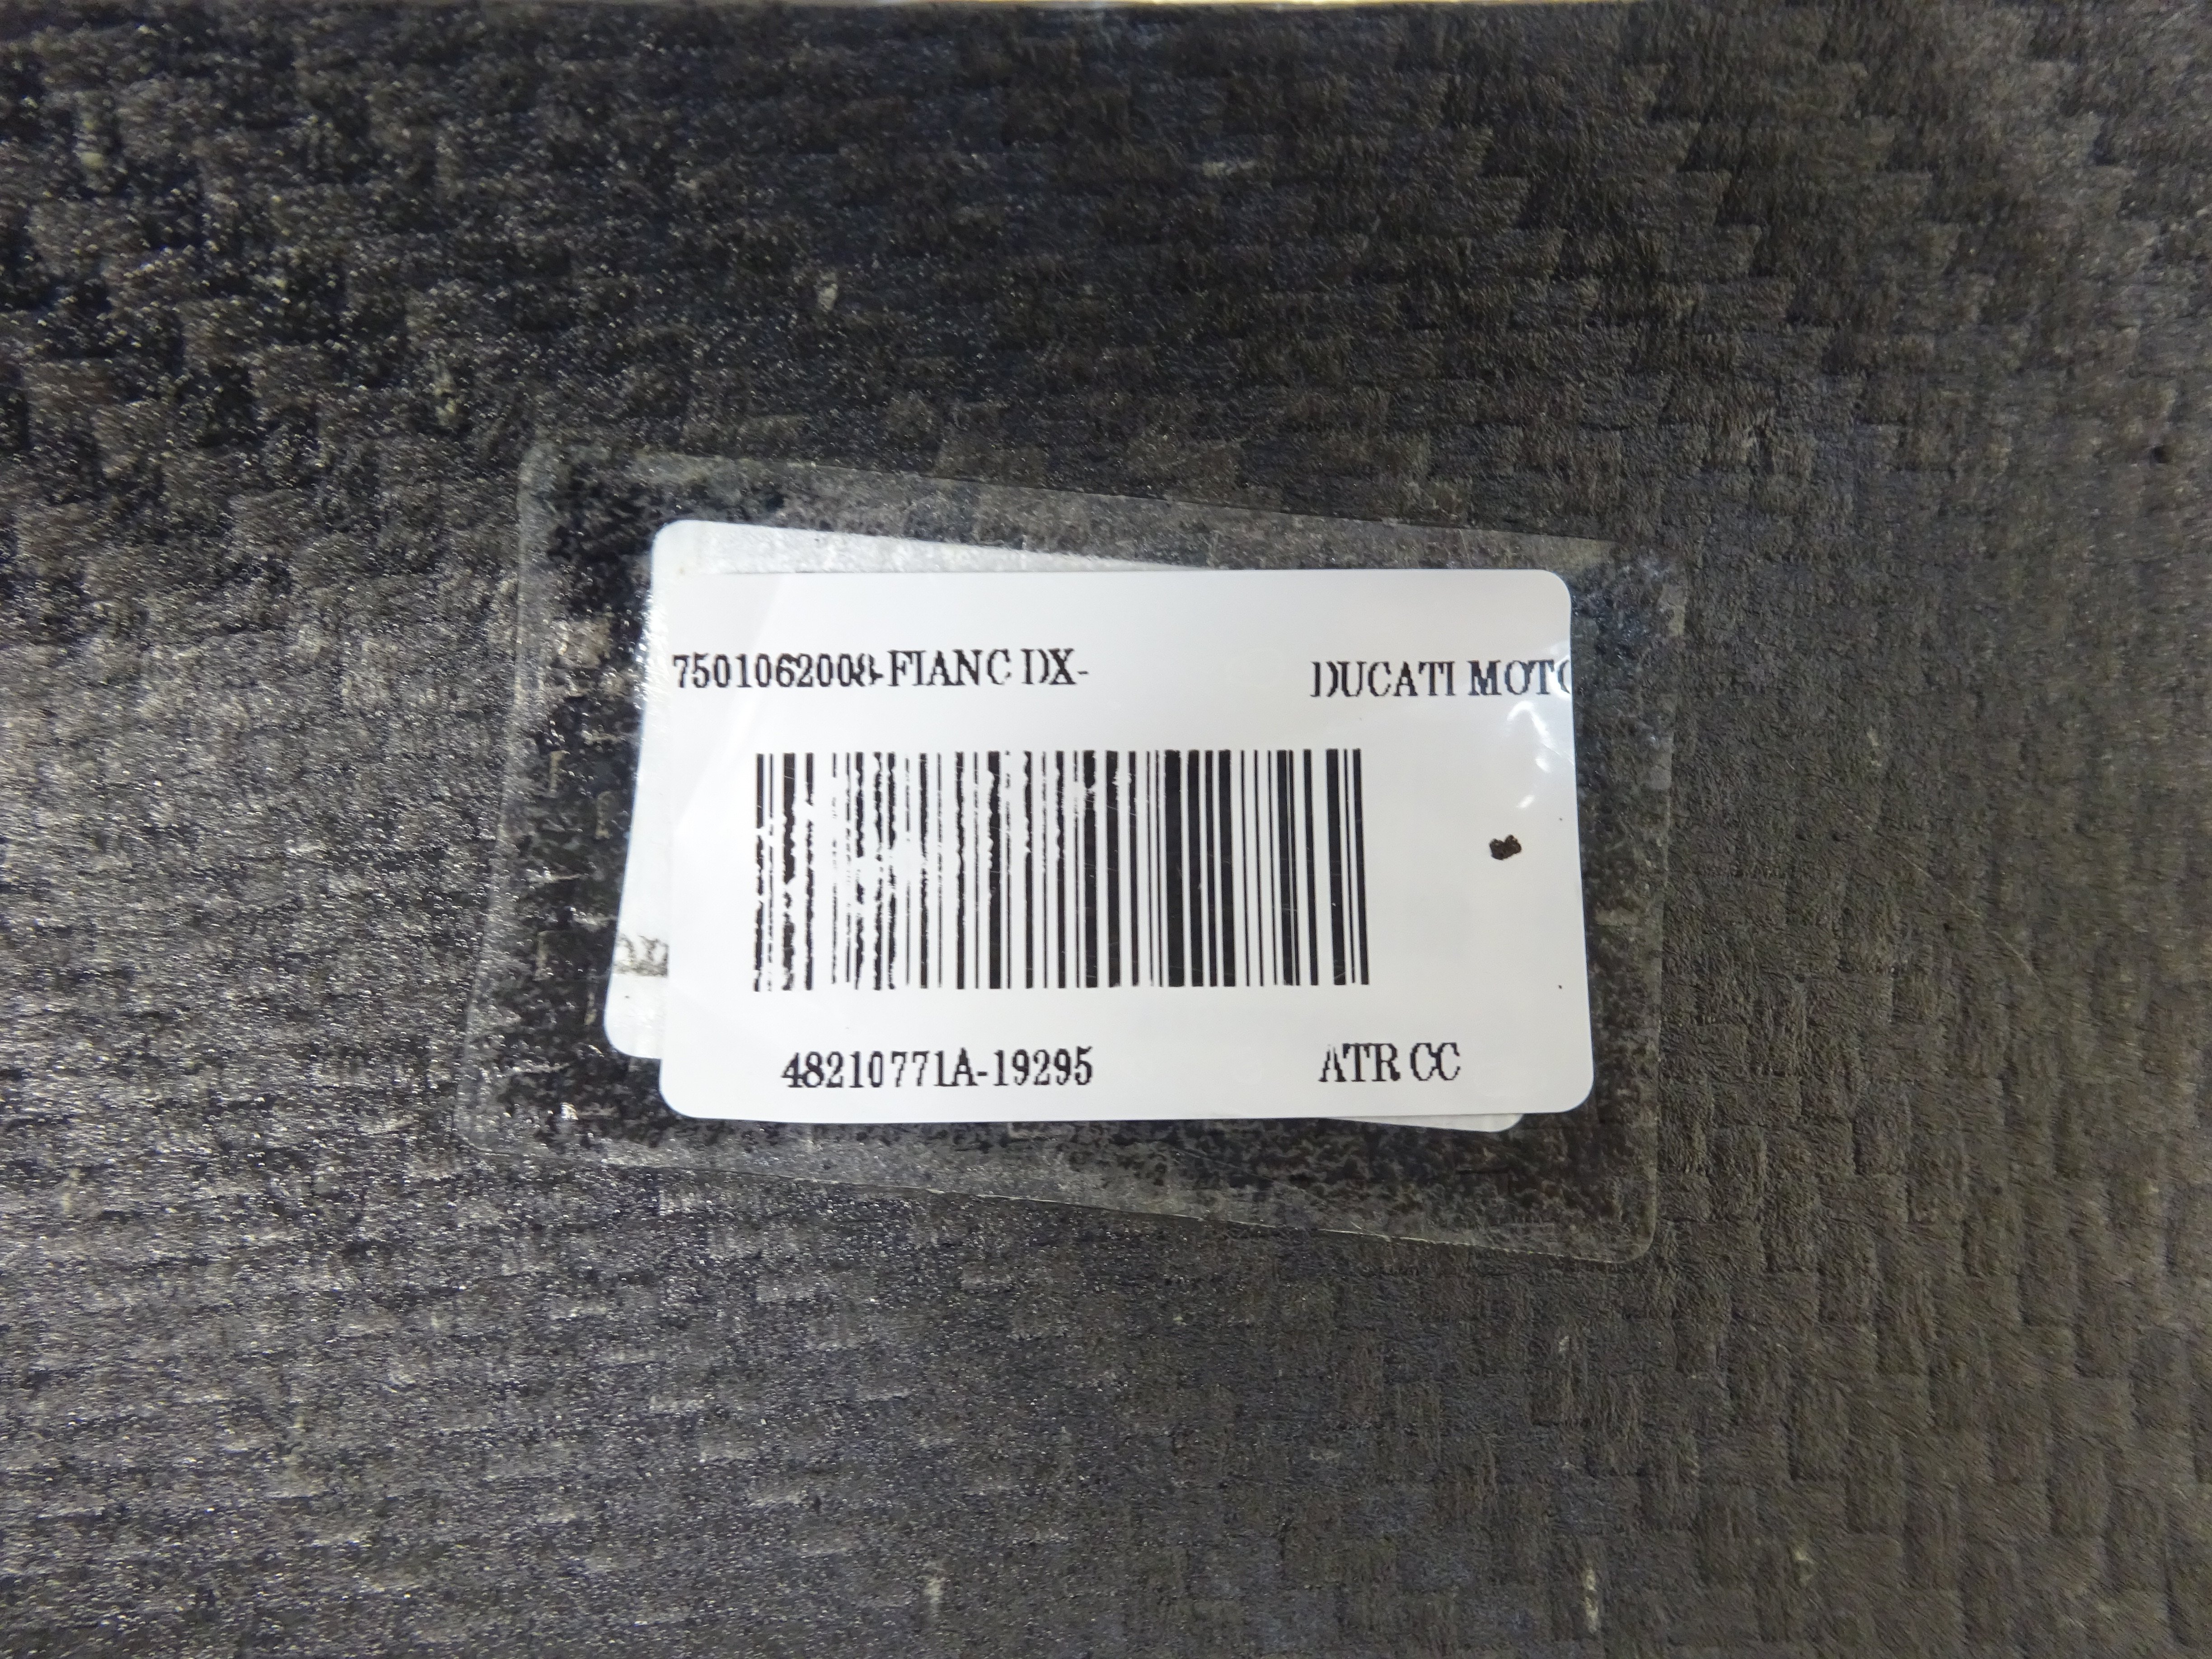 7501062008-FIANC DX- DUCATI MOTO
48210771A-19295 ATR CC